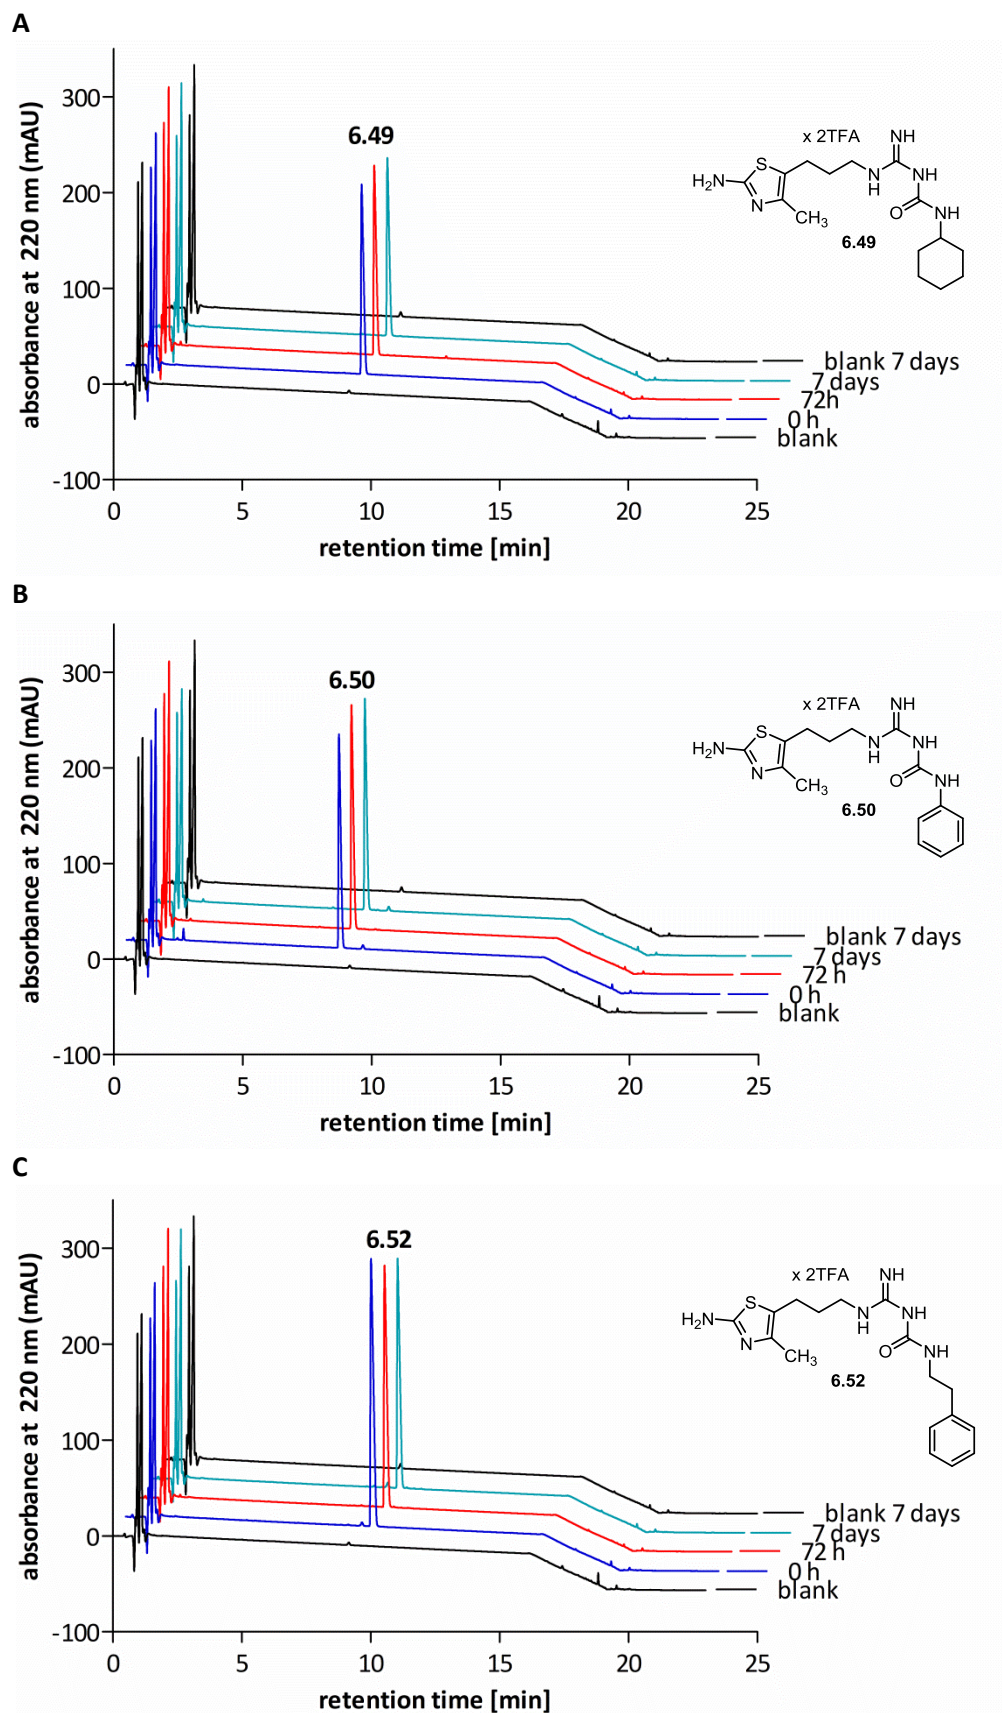 A
absorbance at 220 nm (mAU)
300
200
100
0
-100
0 5 10 15 20 25
retention time [min]
6.49
blank 7 days
7 days
72h
0 h
blank
x 2TFA
NH
H₂N
S
N
CH₃
N
H
NH
O
NH
6.49
B
absorbance at 220 nm (mAU)
300
200
100
0
-100
0 5 10 15 20 25
retention time [min]
6.50
blank 7 days
7 days
72 h
0 h
blank
x 2TFA
NH
H₂N
S
N
CH₃
N
H
NH
O
NH
6.50
C
absorbance at 220 nm (mAU)
300
200
100
0
-100
0 5 10 15 20 25
retention time [min]
6.52
blank 7 days
7 days
72 h
0 h
blank
x 2TFA
NH
H₂N
S
N
CH₃
N
H
NH
O
NH
6.52